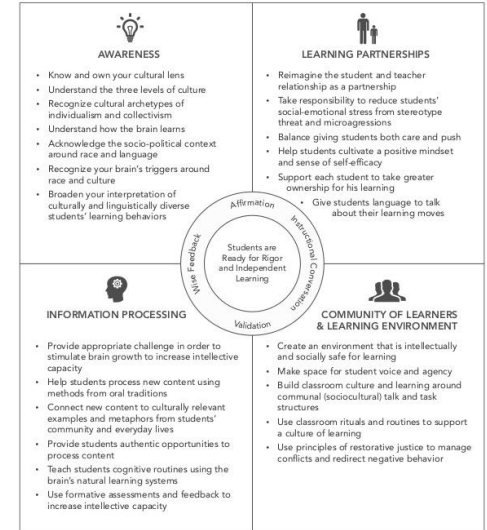 AWARENESS
• Know and own your cultural lens
• Understand the three levels of culture
• Recognize cultural archetypes of
individualism and collectivism
• Understand how the brain learns
• Acknowledge the socio-political context
around race and language
• Recognize your brain's triggers around
race and culture
• Broaden your interpretation of
culturally and linguistically diverse
students' learning behaviors
LEARNING PARTNERSHIPS
• Reimagine the student and teacher
relationship as a partnership
• Take responsibility to reduce students'
social-emotional stress from stereotype
threat and microagressions
• Balance giving students both care and push
• Help students cultivate a positive mindset
and sense of self-efficacy
• Support each student to take greater
ownership for his learning
• Give students language to talk
about their learning moves
Affirmation
Instructional Conversation
Validation
Wise Feedback
Students are
Ready for Rigor
and Independent
Learning
INFORMATION PROCESSING
• Provide appropriate challenge in order to
stimulate brain growth to increase intellective
capacity
• Help students process new content using
methods from oral traditions
• Connect new content to culturally relevant
examples and metaphors from students'
community and everyday lives
• Provide students authentic opportunities to
process content
• Teach students cognitive routines using the
brain's natural learning systems
• Use formative assessments and feedback to
increase intellective capacity
COMMUNITY OF LEARNERS
& LEARNING ENVIRONMENT
• Create an environment that is intellectually
and socially safe for learning
• Make space for student voice and agency
• Build classroom culture and learning around
communal (sociocultural) talk and task
structures
• Use classroom rituals and routines to support
a culture of learning
• Use principles of restorative justice to manage
conflicts and redirect negative behavior